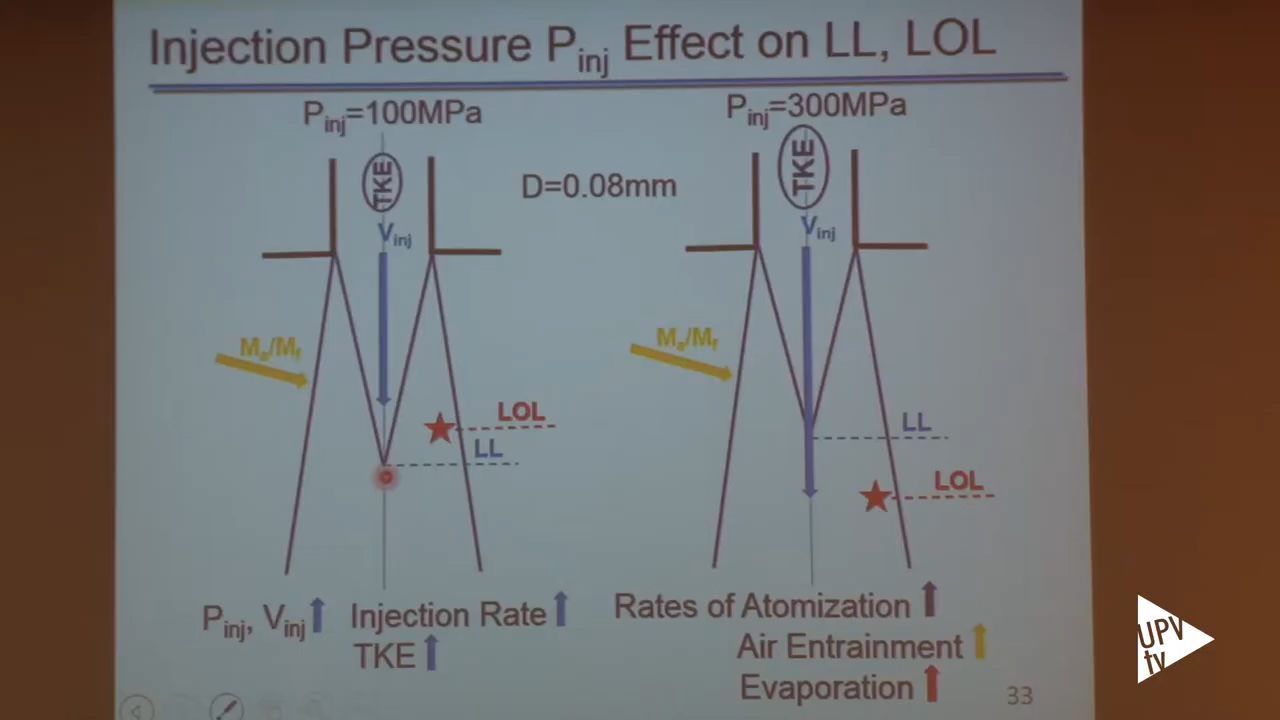 Injection Pressure Pinj Effect on LL, LOL
Pinj=100MPa
Pinj=300MPa
TKE
TKE
D=0.08mm
Vinj
Vinj
Ma/Mf
Ma/Mf
LOL
LL
LL
LOL
Pinj, Vinj Injection Rate
TKE
Rates of Atomization
Air Entrainment
Evaporation
33
UPV
tv